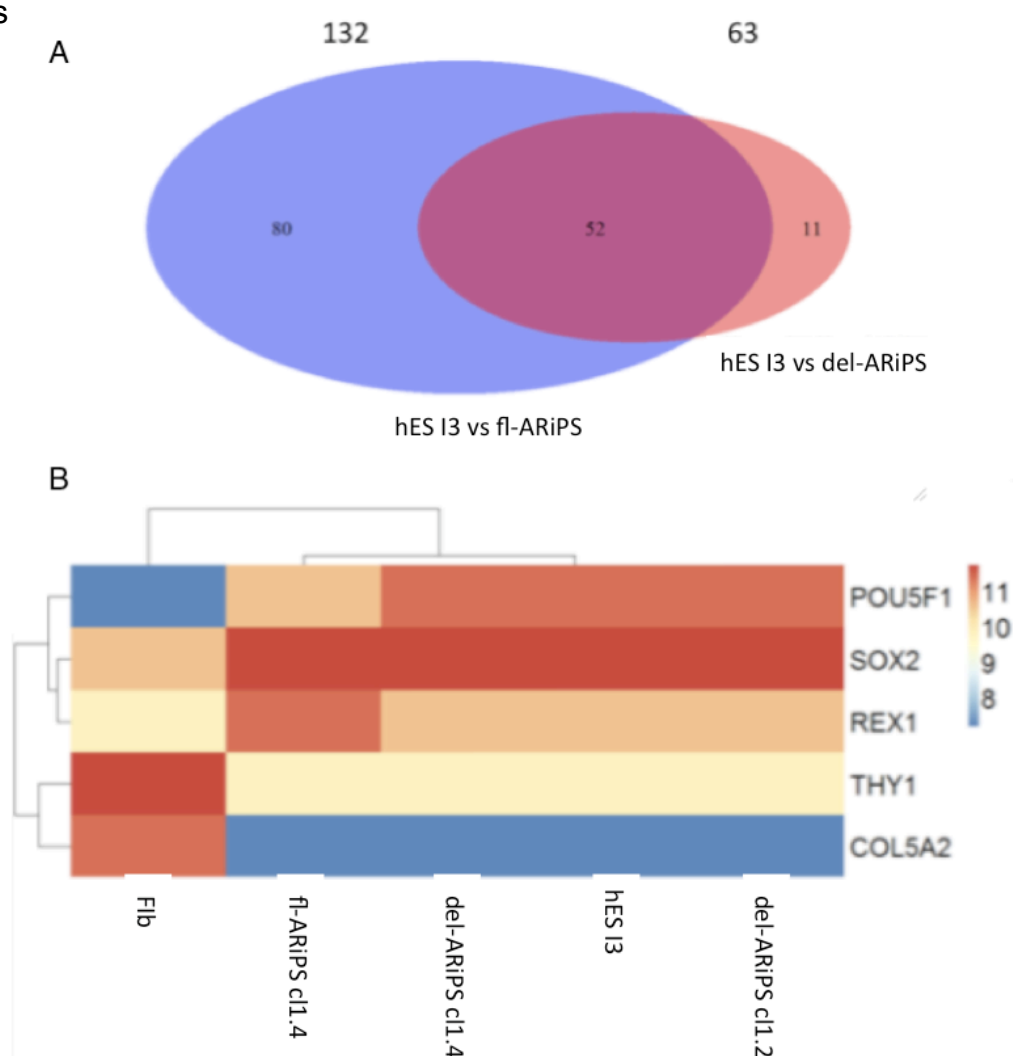 s
A
132 63
80 52 11
hES I3 vs del-ARiPS
hES I3 vs fl-ARiPS
B
POU5F1
SOX2
REX1
THY1
COL5A2
11
10
9
8
FIb
fl-ARiPS cl1.4
del-ARiPS cl1.4
hES I3
del-ARiPS cl1.2